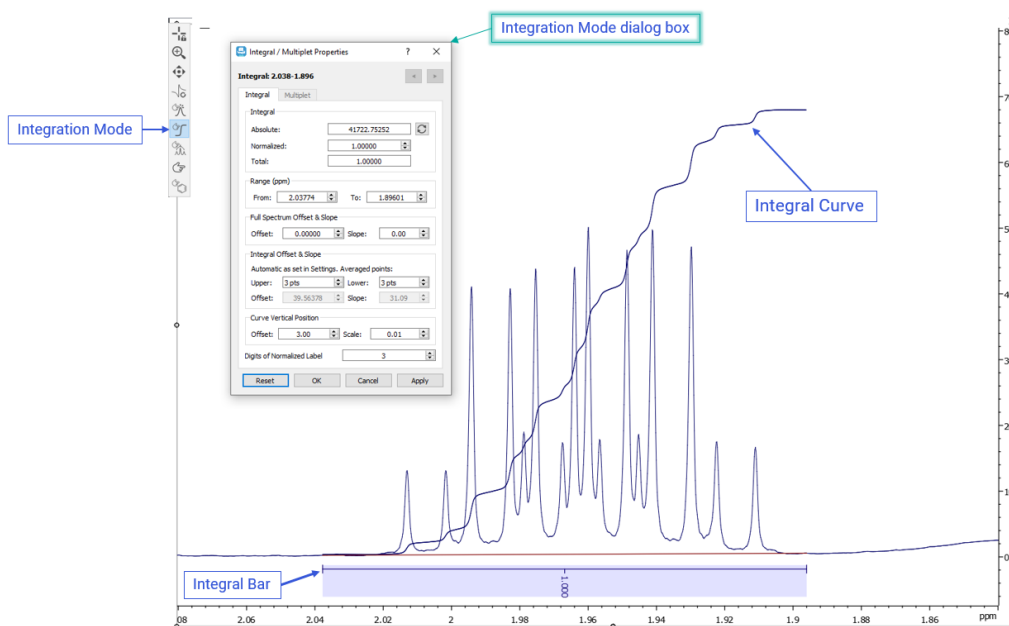 Integration Mode dialog box
Integral / Multiplet Properties
?
Integral: 2.038-1.896
Integral Multiplet
Integral
Absolute: 41722.75252
Normalized: 1.00000
Total: 1.00000
Range (ppm)
From: 2.03774 To: 1.89601
Full Spectrum Offset & Slope
Offset: 0.00000 Slope: 0.00
Integral Offset & Slope
Automatic as set in Settings. Averaged points:
Upper: 3 pts Lower: 3 pts
Offset: 39.56378 Slope: 31.09
Curve Vertical Position
Offset: 3.00 Scale: 0.01
Digits of Normalized Label 3
Reset OK Cancel Apply
Integration Mode
Integral Curve
Integral Bar
1.000
08 2.06 2.04 2.02 2 1.98 1.96 1.94 1.92 1.9 1.88 1.86 ppm
8
7
6
5
4
3
2
1
0